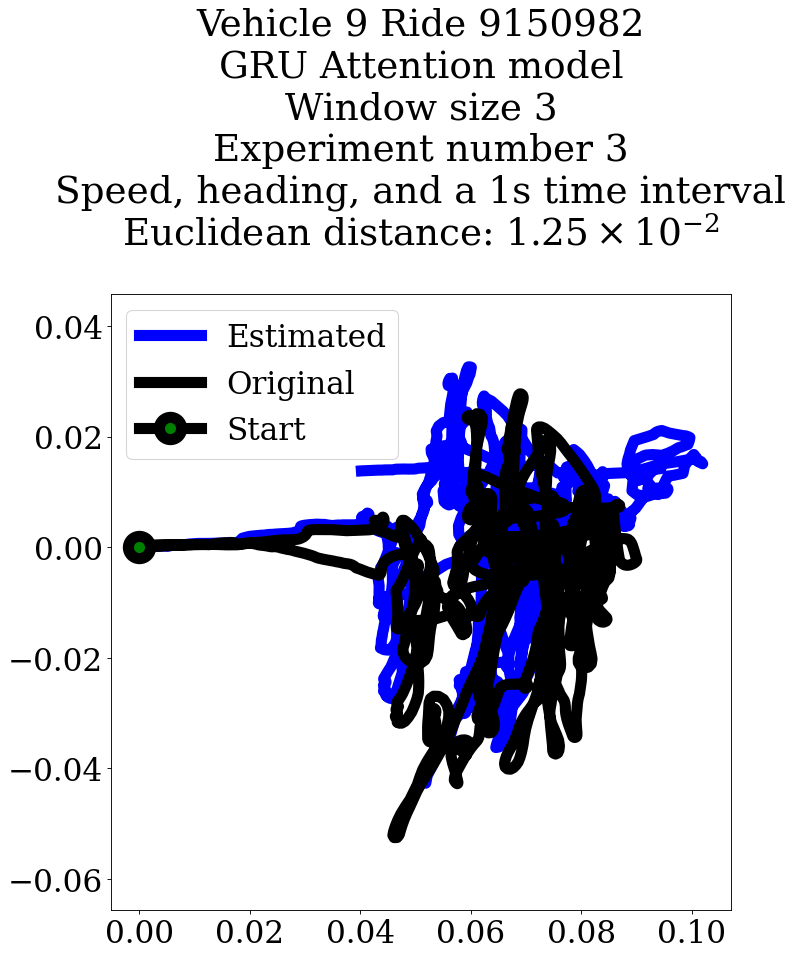 Vehicle 9 Ride 9150982
GRU Attention model
Window size 3
Experiment number 3
Speed, heading, and a 1s time interval
Euclidean distance: 1.25 × 10⁻²
Estimated
Original
Start
0.04
0.02
0.00
−0.02
−0.04
−0.06
0.00 0.02 0.04 0.06 0.08 0.10